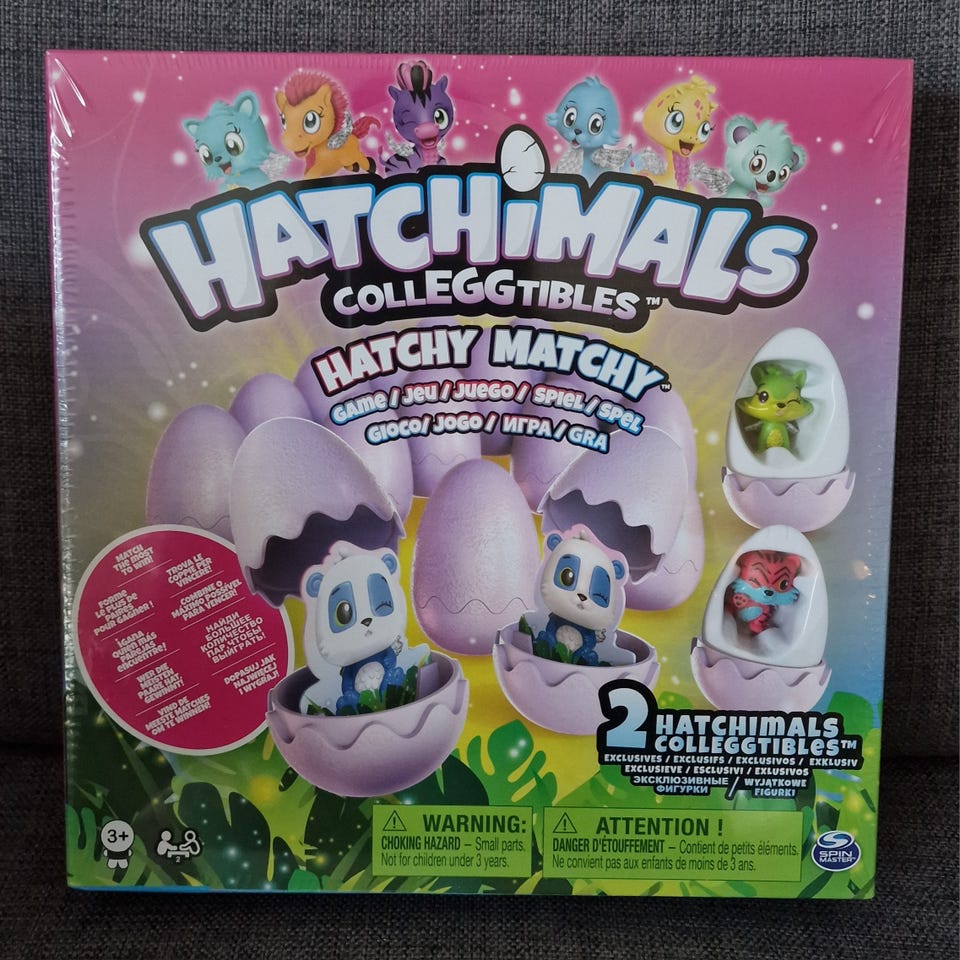 HATCHiMALS
COLLEGGTIBLES™
HATCHY MATCHY™
GAME / JEU / JUEGO / SPIEL / SPEL
GIOCO / JOGO / ИГРА / GRA
MATCH
THE MOST
TO WIN!
FORME
LE PLUS DE
PAIRES
POUR GAGNER !
¡GANA
QUIEN MÁS
PAREJAS
ENCUENTRE!
WER DIE
MEISTEN
PAARE HAT,
GEWINNT!
VIND DE
MEESTE MATCHES
OM TE WINNEN!
TROVA LE
COPPIE PER
VINCERE!
COMBINE O
MÁXIMO POSSÍVEL
PARA VENCER!
НАЙДИ
БОЛЬШЕЕ
КОЛИЧЕСТВО
ПАР, ЧТОБЫ
ВЫИГРАТЬ!
DOPASUJ JAK
NAJWIĘCEJ
I WYGRAJ!
2 HATCHiMALS
COLLEGGTIBLES™
EXCLUSIVES / EXCLUSIFS / EXCLUSIVOS / EXKLUSIV
EXCLUSIEVE / ESCLUSIVI / EXLUSIVOS
ЭКСКЛЮЗИВНЫЕ / WYJĄTKOWE
ФИГУРКИ FIGURKI
3+
2
WARNING:
CHOKING HAZARD – Small parts.
Not for children under 3 years.
ATTENTION !
DANGER D'ÉTOUFFEMENT – Contient de petits éléments.
Ne convient pas aux enfants de moins de 3 ans.
SPIN
MASTER™